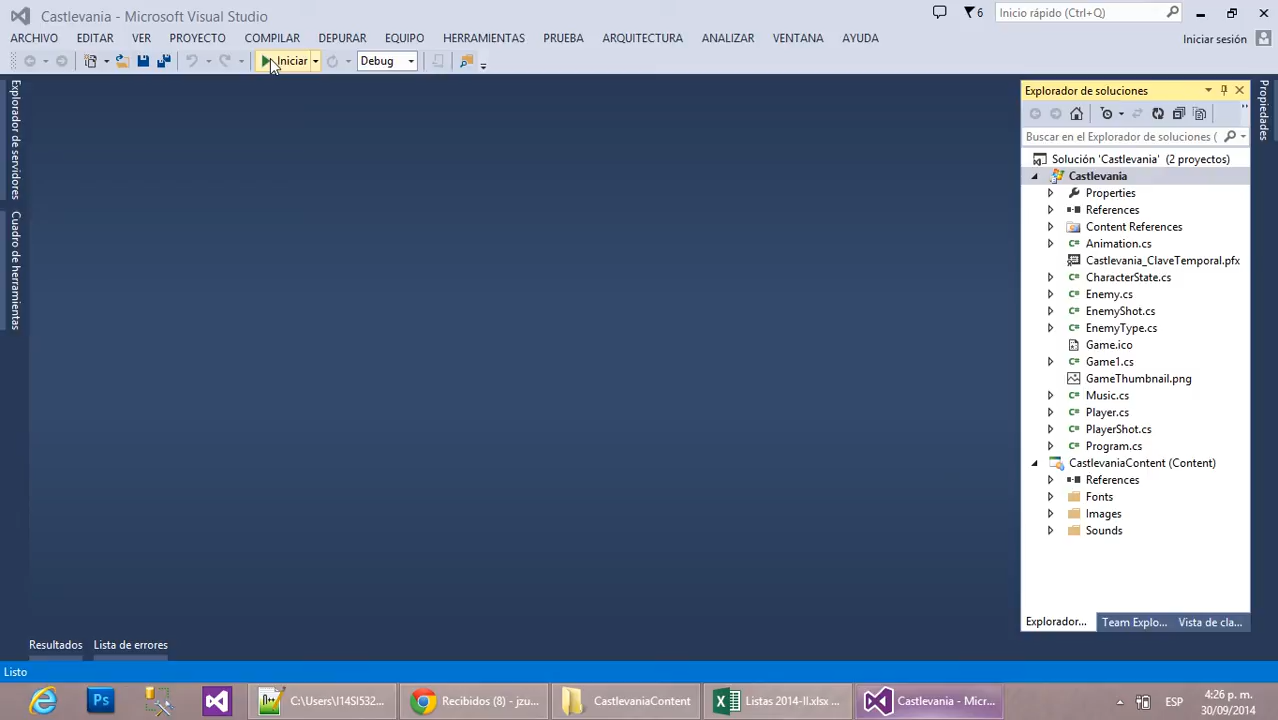 Castlevania - Microsoft Visual Studio
6
Inicio rápido (Ctrl+Q)
ARCHIVO EDITAR VER PROYECTO COMPILAR DEPURAR EQUIPO HERRAMIENTAS PRUEBA ARQUITECTURA ANALIZAR VENTANA AYUDA
Iniciar sesión
Iniciar
Debug
Explorador de servidores
Cuadro de herramientas
Explorador de soluciones
Buscar en el Explorador de soluciones (
Solución 'Castlevania' (2 proyectos)
Castlevania
Properties
References
Content References
Animation.cs
Castlevania_ClaveTemporal.pfx
CharacterState.cs
Enemy.cs
EnemyShot.cs
EnemyType.cs
Game.ico
Game1.cs
GameThumbnail.png
Music.cs
Player.cs
PlayerShot.cs
Program.cs
CastlevaniaContent (Content)
References
Fonts
Images
Sounds
Explorador... Team Explo... Vista de cla...
Propiedades
Resultados Lista de errores
Listo
Ps
C:\Users\I14SI532...
Recibidos (8) - jzu...
CastlevaniaContent
Listas 2014-II.xlsx ...
Castlevania - Micr...
ESP
4:26 p. m.
30/09/2014